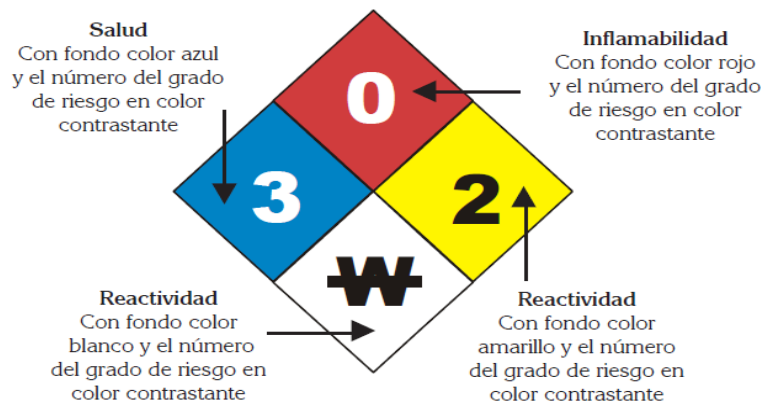 Salud
Con fondo color azul
y el número del grado
de riesgo en color
contrastante
Inflamabilidad
Con fondo color rojo
y el número del grado
de riesgo en color
contrastante
0
3
2
W
Reactividad
Con fondo color
blanco y el número
del grado de riesgo en
color contrastante
Reactividad
Con fondo color
amarillo y el número
del grado de riesgo en
color contrastante